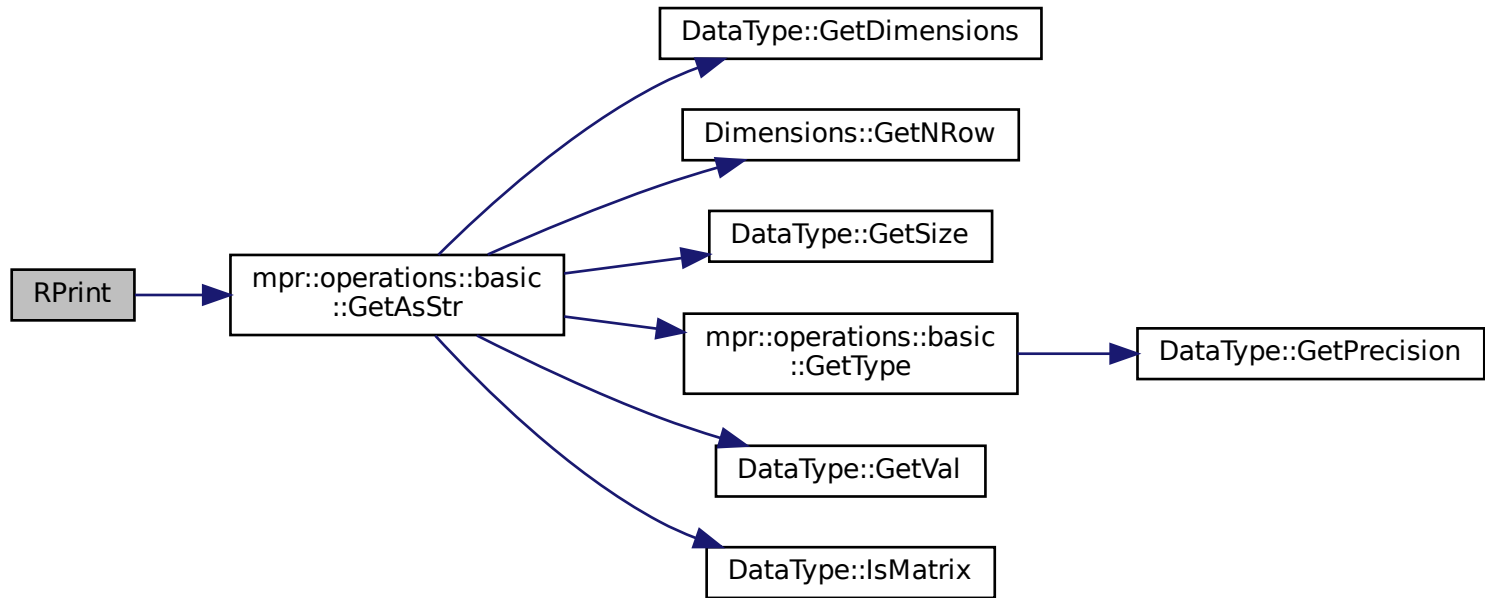 RPrint
mpr::operations::basic
::GetAsStr
DataType::GetDimensions
Dimensions::GetNRow
DataType::GetSize
mpr::operations::basic
::GetType
DataType::GetPrecision
DataType::GetVal
DataType::IsMatrix